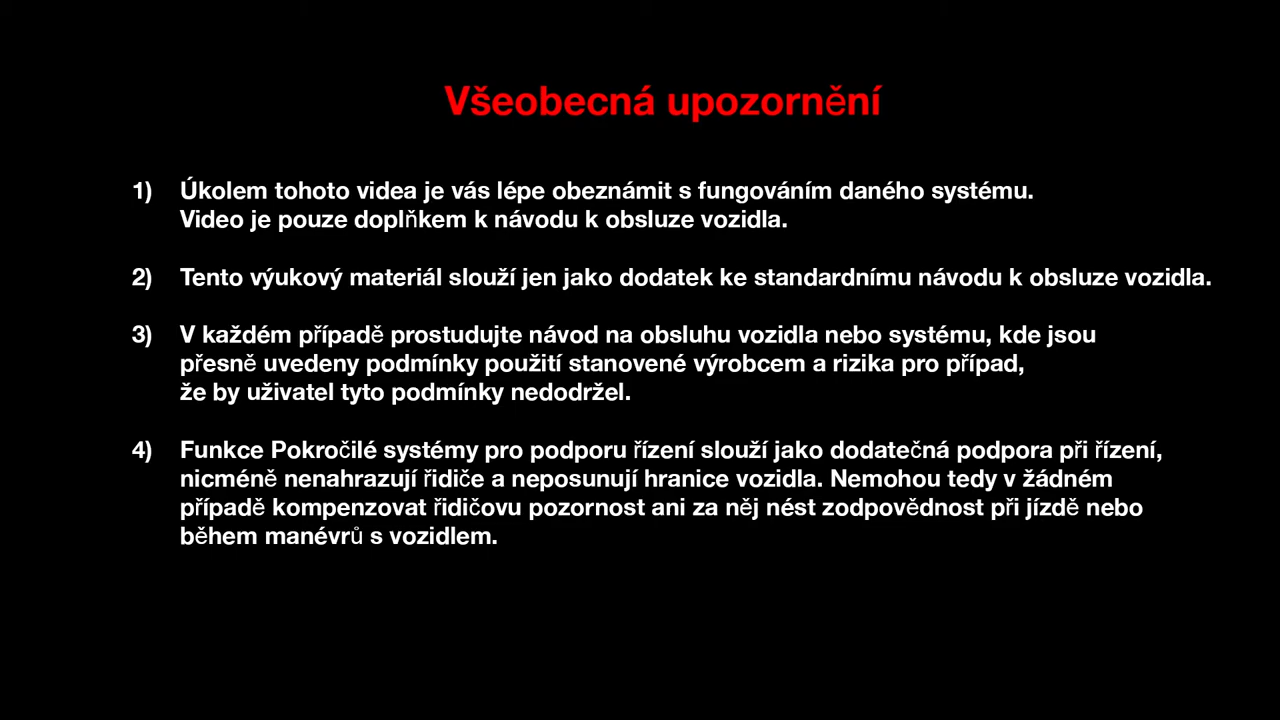 Všeobecná upozornění
1) Úkolem tohoto videa je vás lépe obeznámit s fungováním daného systému.
Video je pouze doplňkem k návodu k obsluze vozidla.
2) Tento výukový materiál slouží jen jako dodatek ke standardnímu návodu k obsluze vozidla.
3) V každém případě prostudujte návod na obsluhu vozidla nebo systému, kde jsou
přesně uvedeny podmínky použití stanovené výrobcem a rizika pro případ,
že by uživatel tyto podmínky nedodržel.
4) Funkce Pokročilé systémy pro podporu řízení slouží jako dodatečná podpora při řízení,
nicméně nenahrazují řidiče a neposunují hranice vozidla. Nemohou tedy v žádném
případě kompenzovat řidičovu pozornost ani za něj nést zodpovědnost při jízdě nebo
během manévrů s vozidlem.